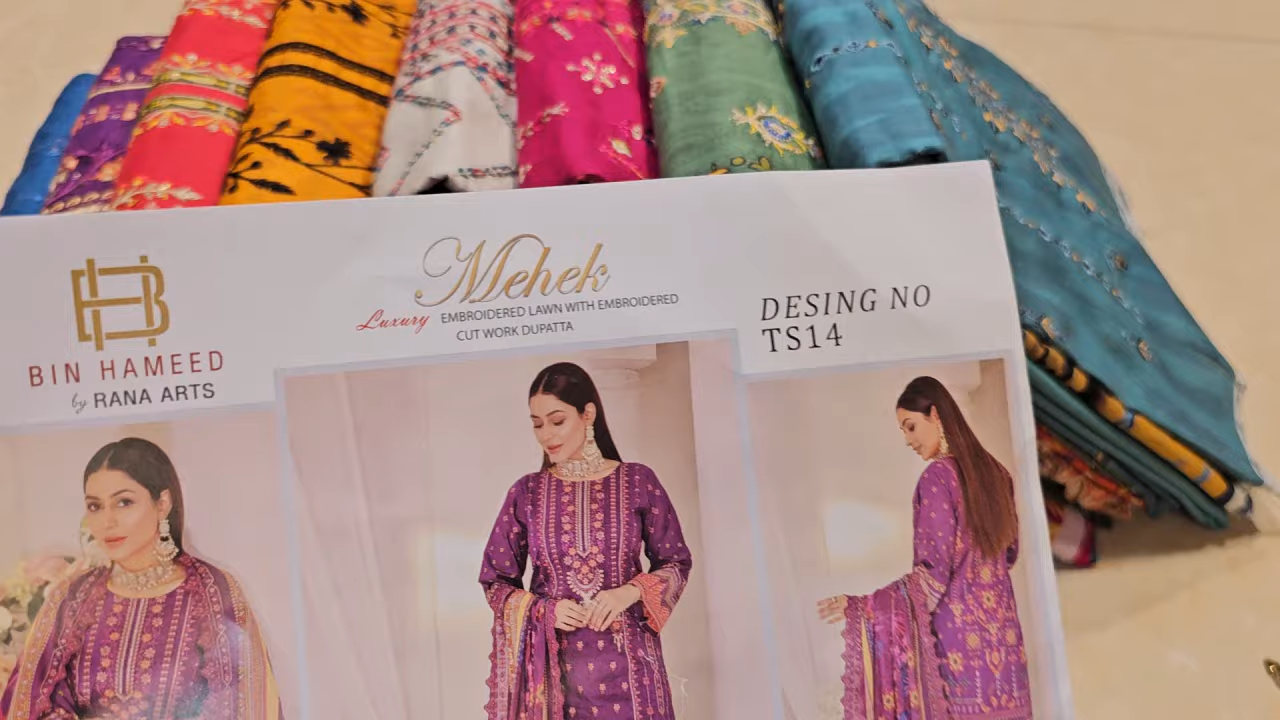 BIN HAMEED
by RANA ARTS
Mehek
Luxury EMBROIDERED LAWN WITH EMBROIDERED
CUT WORK DUPATTA
DESING NO
TS14